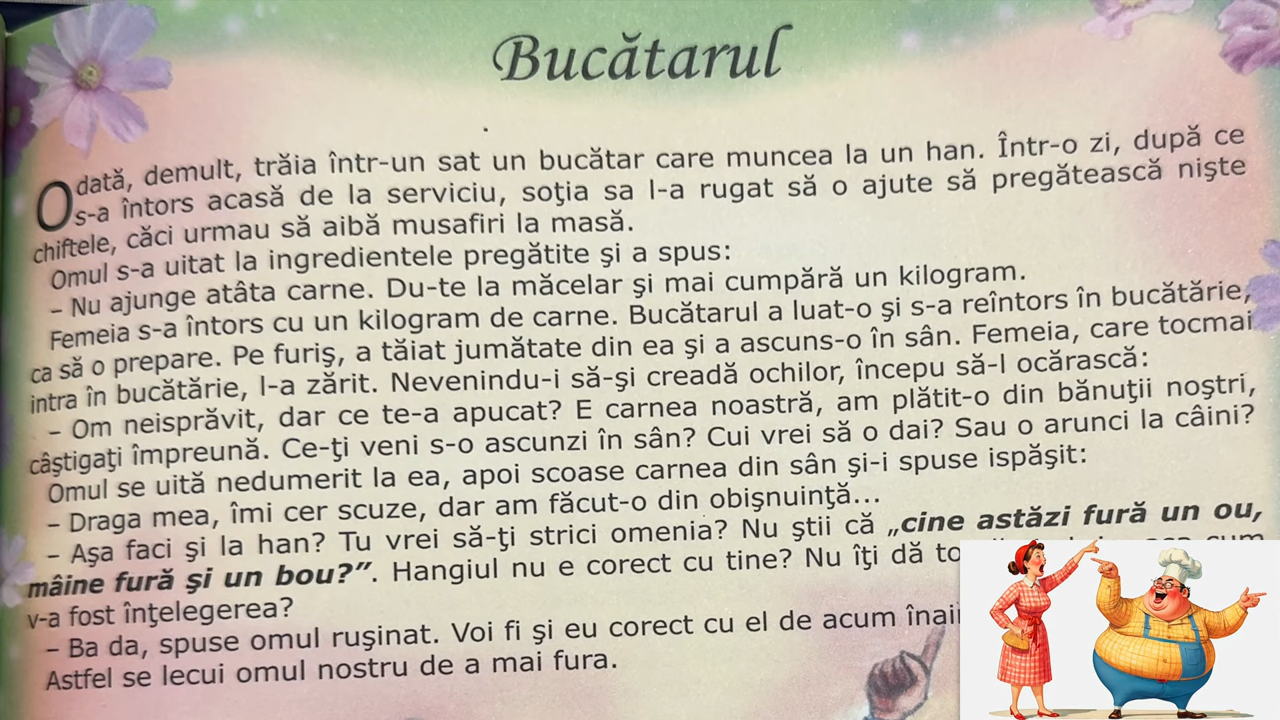 Bucătarul
Odată, demult, trăia într-un sat un bucătar care muncea la un han. Într-o zi, după ce
s-a întors acasă de la serviciu, soţia sa l-a rugat să o ajute să pregătească nişte
chiftele, căci urmau să aibă musafiri la masă.
Omul s-a uitat la ingredientele pregătite şi a spus:
– Nu ajunge atâta carne. Du-te la măcelar şi mai cumpără un kilogram.
Femeia s-a întors cu un kilogram de carne. Bucătarul a luat-o şi s-a reîntors în bucătărie,
ca să o prepare. Pe furiş, a tăiat jumătate din ea şi a ascuns-o în sân. Femeia, care tocmai
intra în bucătărie, l-a zărit. Nevenindu-i să-şi creadă ochilor, începu să-l ocărască:
– Om neisprăvit, dar ce te-a apucat? E carnea noastră, am plătit-o din bănuţii noştri,
câştigaţi împreună. Ce-ţi veni s-o ascunzi în sân? Cui vrei să o dai? Sau o arunci la câini?
Omul se uită nedumerit la ea, apoi scoase carnea din sân şi-i spuse ispăşit:
– Draga mea, îmi cer scuze, dar am făcut-o din obişnuinţă...
– Aşa faci şi la han? Tu vrei să-ţi strici omenia? Nu ştii că „cine astăzi fură un ou,
mâine fură şi un bou?”. Hangiul nu e corect cu tine? Nu îţi dă cum
v-a fost înţelegerea?
– Ba da, spuse omul ruşinat. Voi fi şi eu corect cu el de acum
Astfel se lecui omul nostru de a mai fura.